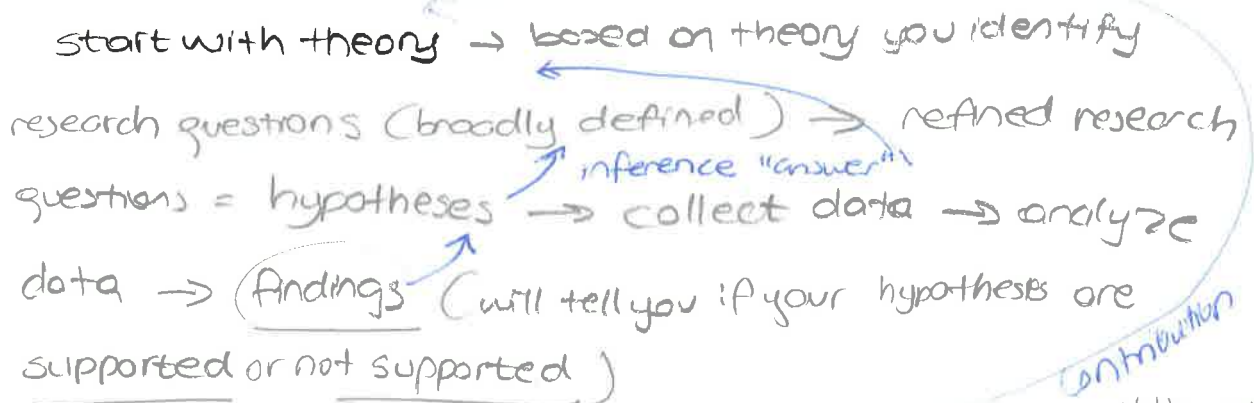 start with theory → based on theory you identify
research questions (broadly defined) → refined research
inference "answer"
questions = hypotheses → collect data → analyze
data → findings (will tell you if your hypotheses are
supported or not supported)
contribution